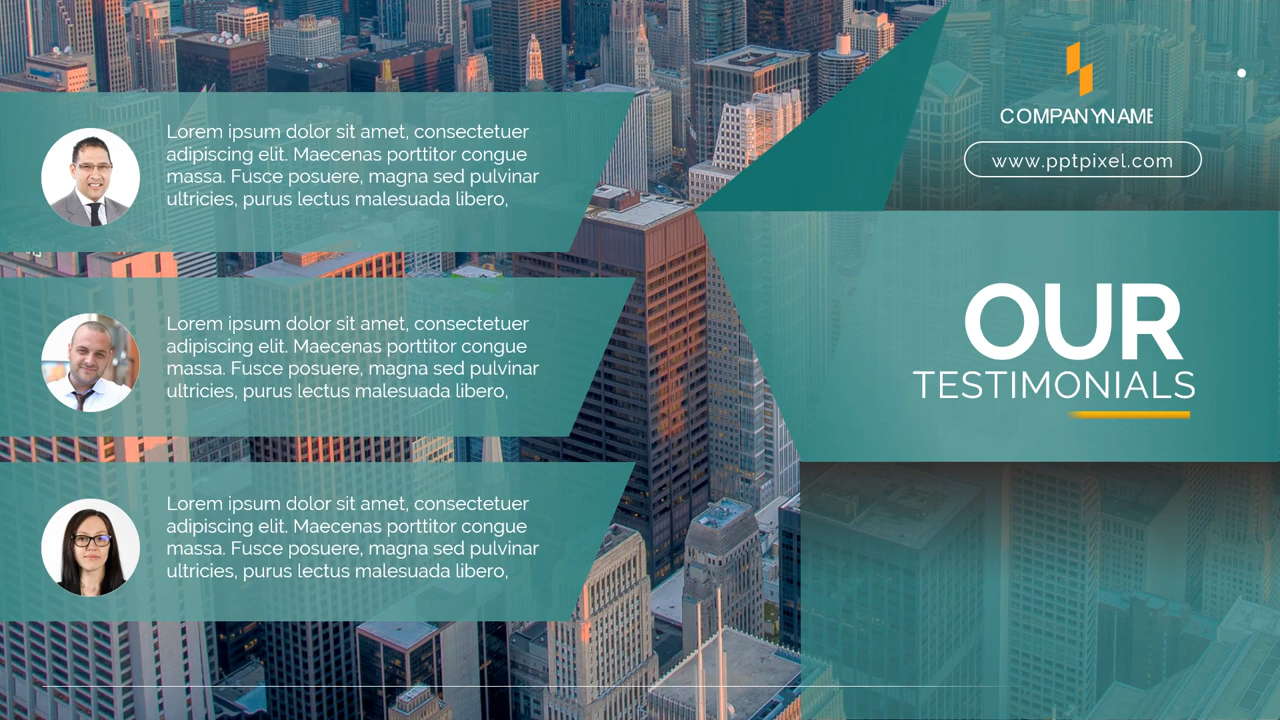 Lorem ipsum dolor sit amet, consectetuer
adipiscing elit. Maecenas porttitor congue
massa. Fusce posuere, magna sed pulvinar
ultricies, purus lectus malesuada libero,
Lorem ipsum dolor sit amet, consectetuer
adipiscing elit. Maecenas porttitor congue
massa. Fusce posuere, magna sed pulvinar
ultricies, purus lectus malesuada libero,
Lorem ipsum dolor sit amet, consectetuer
adipiscing elit. Maecenas porttitor congue
massa. Fusce posuere, magna sed pulvinar
ultricies, purus lectus malesuada libero,
COMPANYNAME
www.pptpixel.com
OUR
TESTIMONIALS